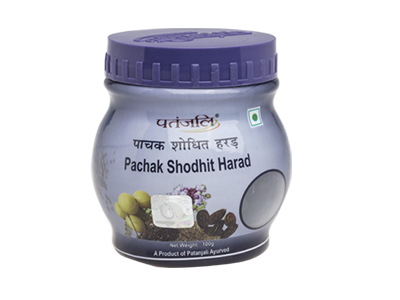 पतंजलि
पाचक शोधित हरड़
Pachak Shodhit Harad
Net Weight: 100g
A Product of Patanjali Ayurved